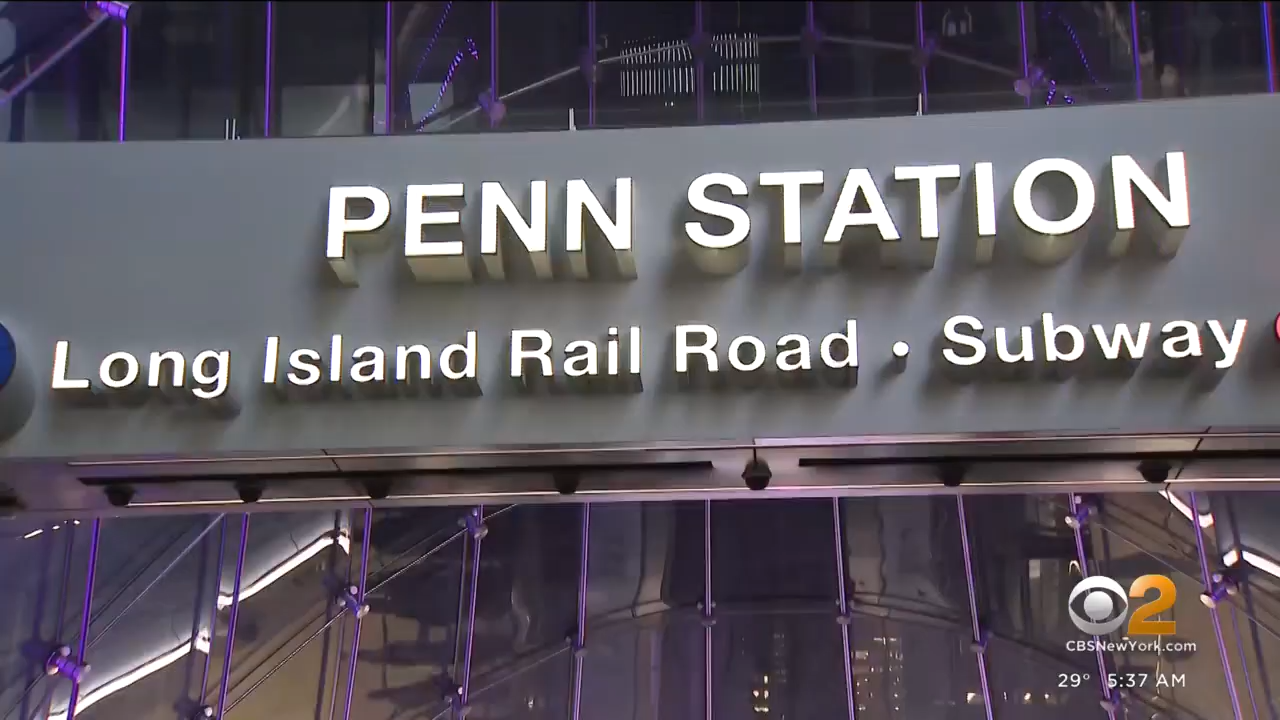 PENN STATION
Long Island Rail Road • Subway
2
CBSNewYork.com
29° 5:37 AM